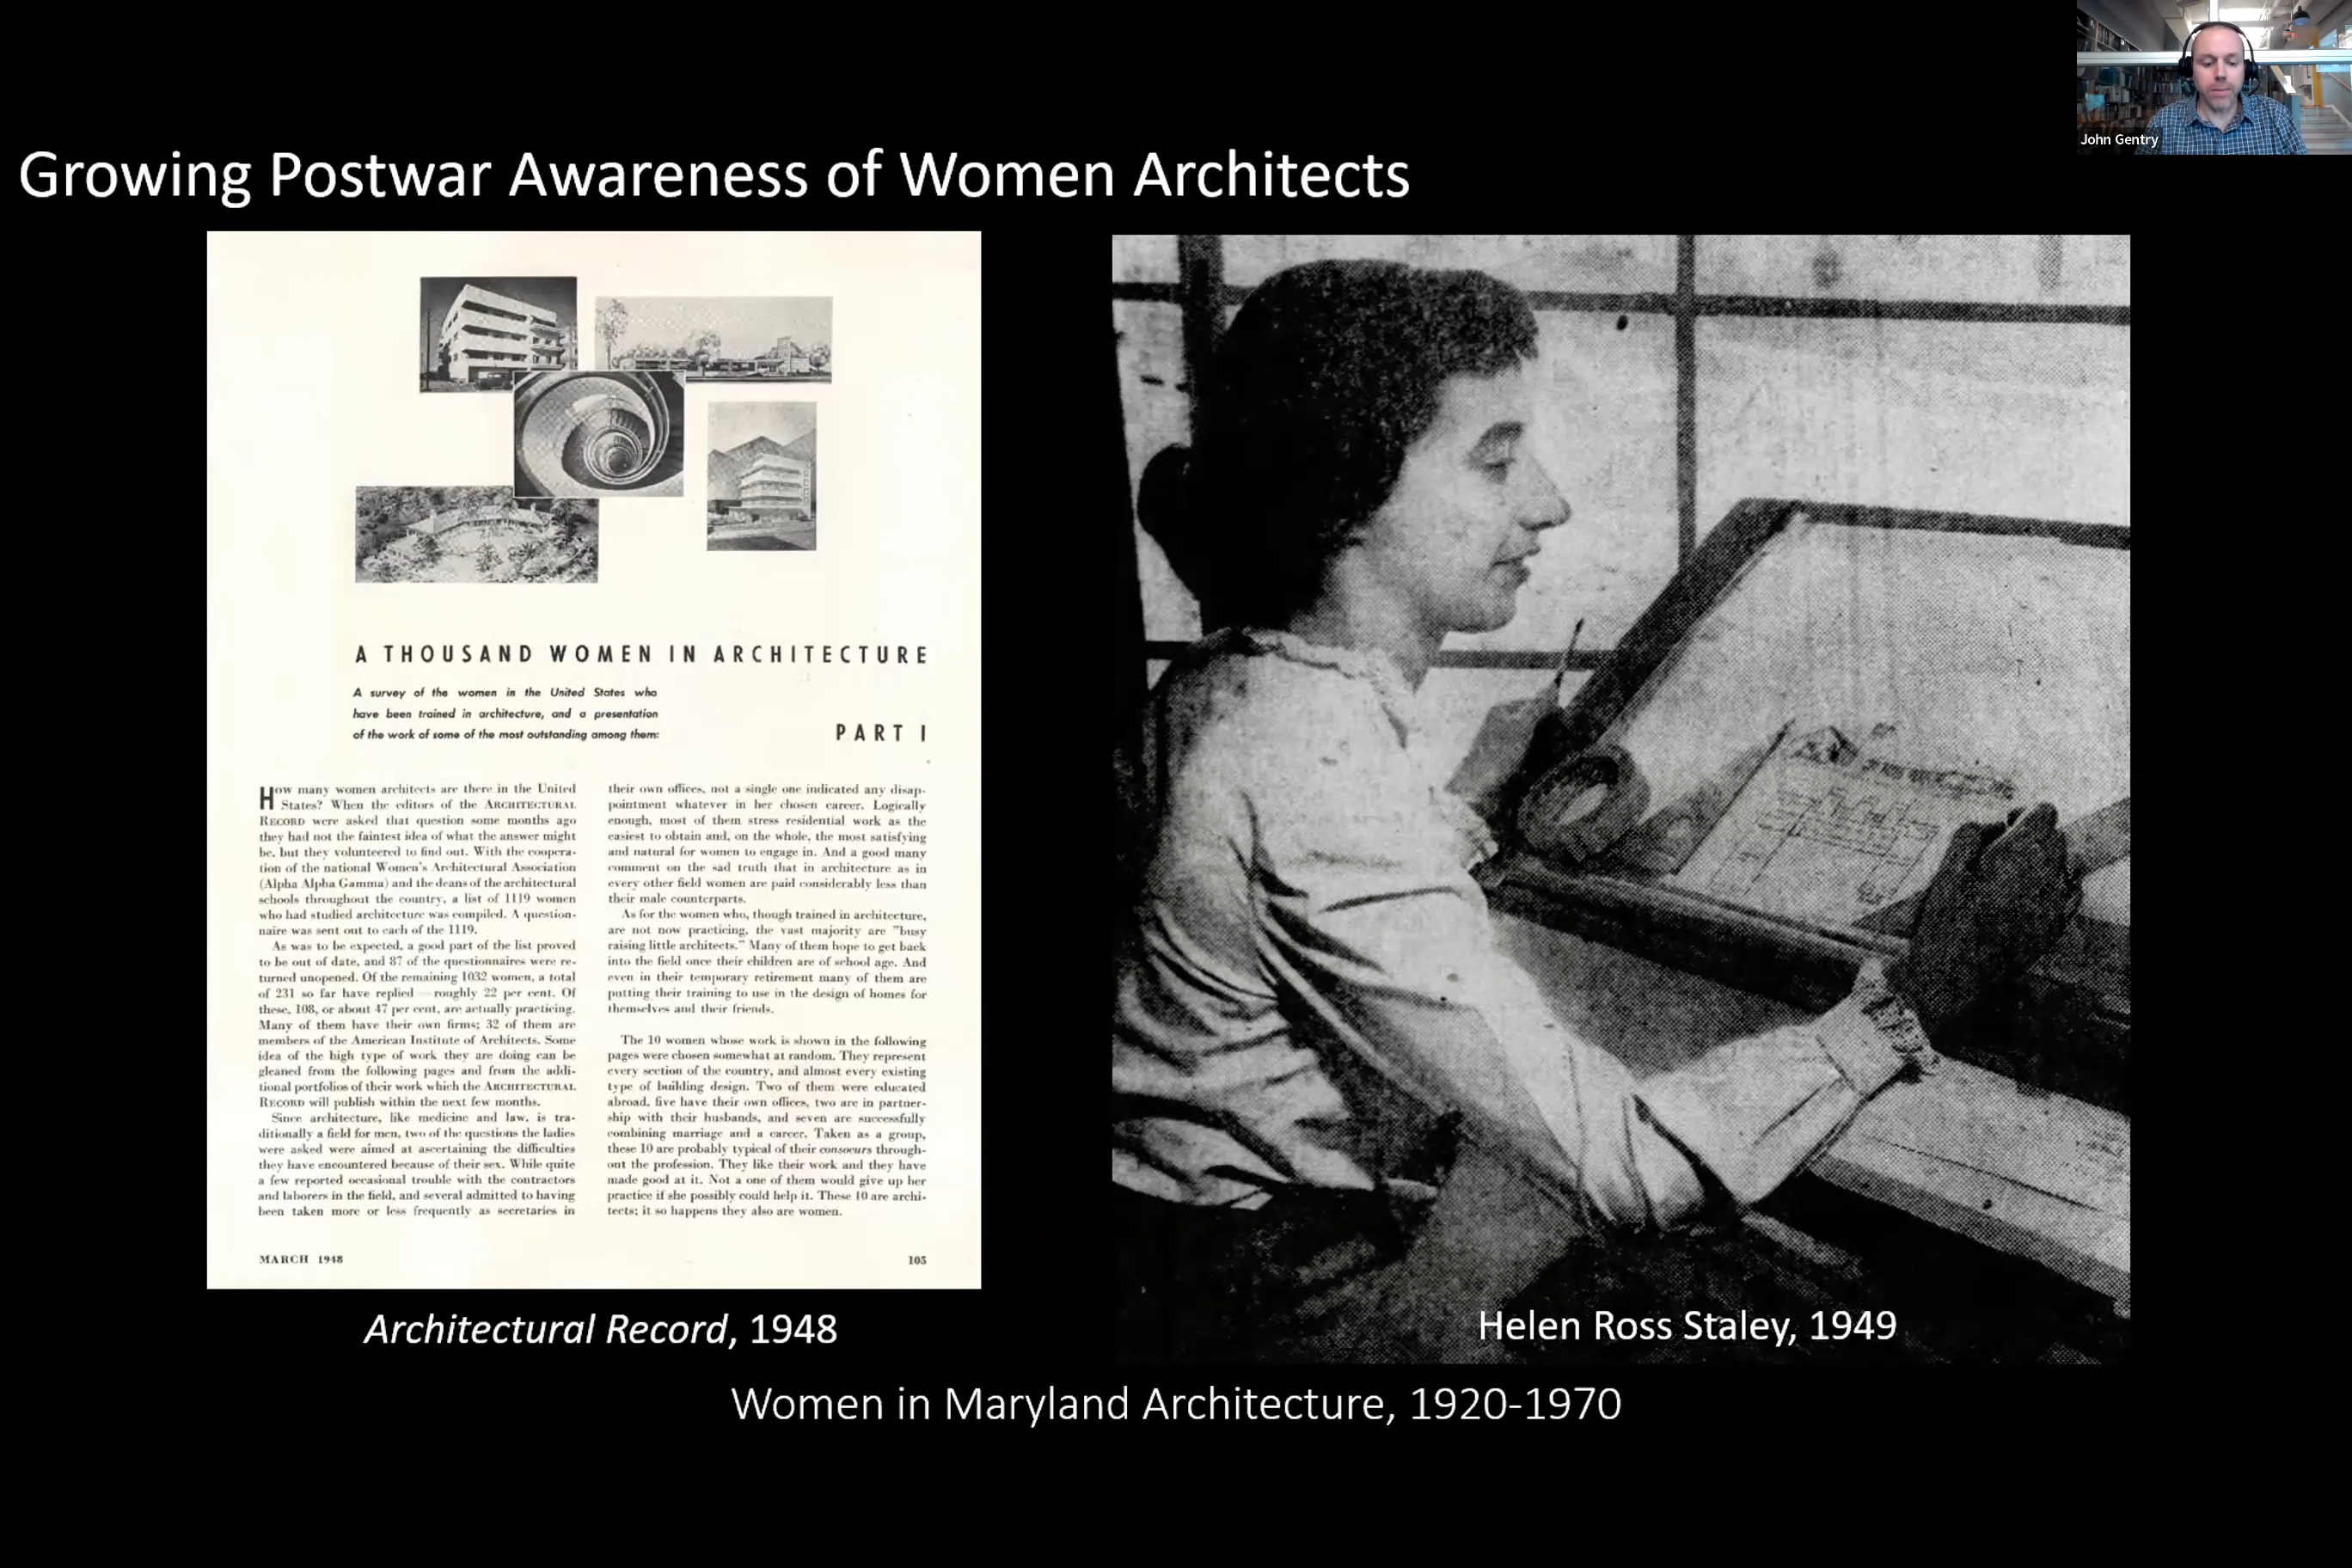 John Gentry
Growing Postwar Awareness of Women Architects
A THOUSAND WOMEN IN ARCHITECTURE
A survey of the women in the United States who
have been trained in architecture, and a presentation
of the work of some of the most outstanding among them:
PART I
How many women architects are there in the United
States? When the editors of the ARCHITECTURAL
RECORD were asked that question some months ago
they had not the faintest idea of what the answer might
be, but they volunteered to find out. With the coopera-
tion of the national Women's Architectural Association
(Alpha Alpha Gamma) and the deans of the architectural
schools throughout the country, a list of 1119 women
who had studied architecture was compiled. A question-
naire was sent out to each of the 1119.
As was to be expected, a good part of the list proved
to be out of date, and 87 of the questionnaires were re-
turned unopened. Of the remaining 1032 women, a total
of 231 so far have replied — roughly 22 per cent. Of
these, 108, or about 47 per cent, are actually practicing.
Many of them have their own firms; 32 of them are
members of the American Institute of Architects. Some
idea of the high type of work they are doing can be
gleaned from the following pages and from the addi-
tional portfolios of their work which the ARCHITECTURAL
RECORD will publish within the next few months.
Since architecture, like medicine and law, is tra-
ditionally a field for men, two of the questions the ladies
were asked were aimed at ascertaining the difficulties
they have encountered because of their sex. While quite
a few reported occasional trouble with the contractors
and laborers in the field, and several admitted to having
been taken more or less frequently as secretaries in
their own offices, not a single one indicated any disap-
pointment whatever in her chosen career. Logically
enough, most of them stress residential work as the
easiest to obtain and, on the whole, the most satisfying
and natural for women to engage in. And a good many
comment on the sad truth that in architecture as in
every other field women are paid considerably less than
their male counterparts.
As for the women who, though trained in architecture,
are not now practicing, the vast majority are "busy
raising little architects." Many of them hope to get back
into the field once their children are of school age. And
even in their temporary retirement many of them are
putting their training to use in the design of homes for
themselves and their friends.
The 10 women whose work is shown in the following
pages were chosen somewhat at random. They represent
every section of the country, and almost every existing
type of building design. Two of them were educated
abroad, five have their own offices, two are in partner-
ship with their husbands, and seven are successfully
combining marriage and a career. Taken as a group,
these 10 are probably typical of their consoeurs through-
out the profession. They like their work and they have
made good at it. Not a one of them would give up her
practice if she possibly could help it. These 10 are archi-
tects; it so happens they also are women.
MARCH 1948
105
Architectural Record, 1948
Helen Ross Staley, 1949
Women in Maryland Architecture, 1920-1970